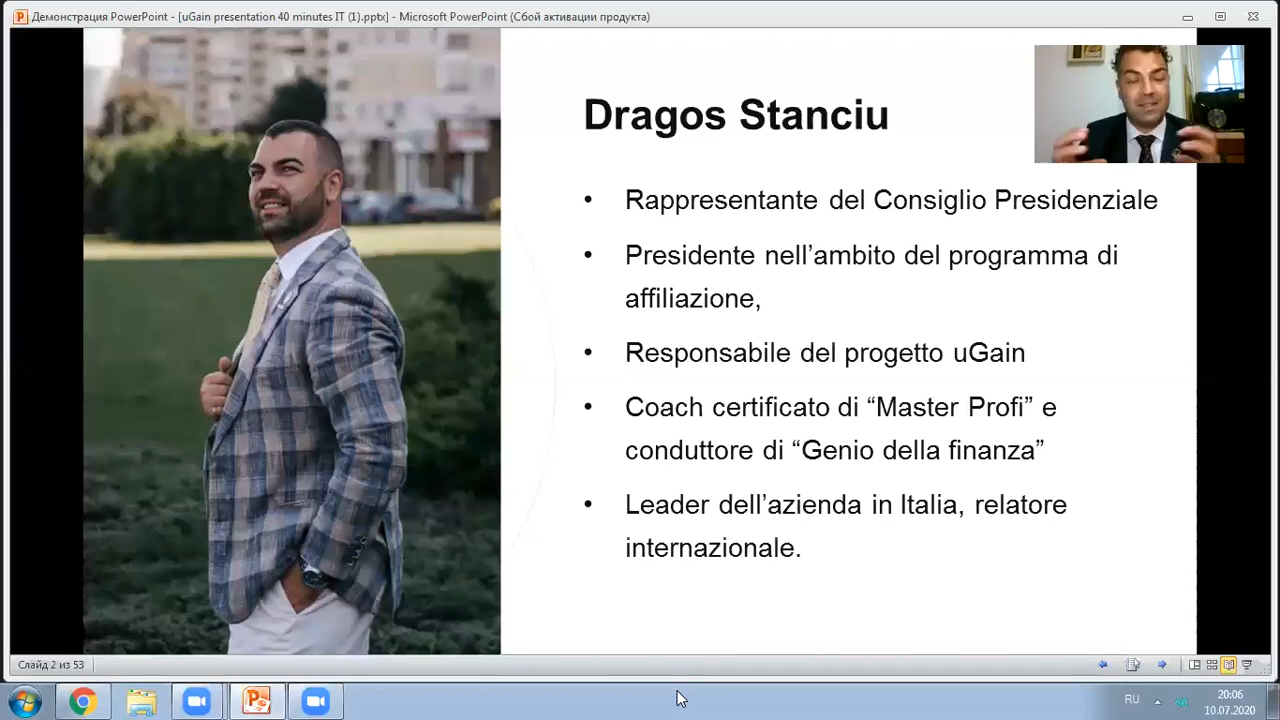 Демонстрация PowerPoint - [uGain presentation 40 minutes IT (1).pptx] - Microsoft PowerPoint (Сбой активации продукта)
Dragos Stanciu
• Rappresentante del Consiglio Presidenziale
• Presidente nell’ambito del programma di
affiliazione,
• Responsabile del progetto uGain
• Coach certificato di “Master Profi” e
conduttore di “Genio della finanza”
• Leader dell’azienda in Italia, relatore
internazionale.
Слайд 2 из 53
RU
20:06
10.07.2020